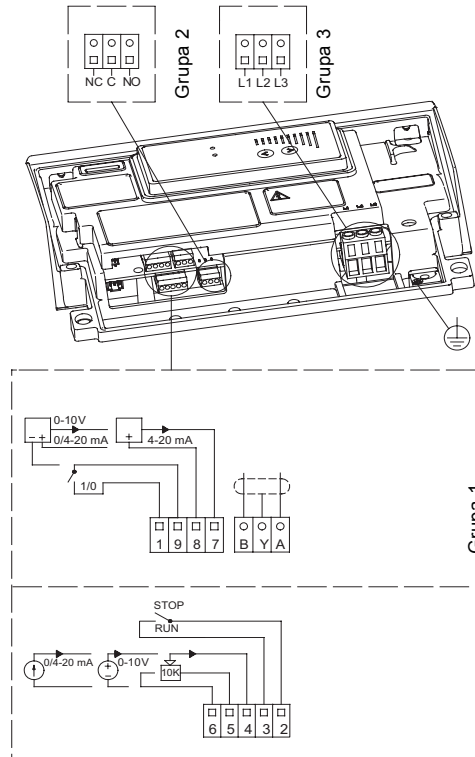 Grupa 2
NC C NO
Grupa 3
L1 L2 L3
0-10V
- +
0/4-20 mA
+
4-20 mA
1/0
1 9 8 7
B Y A
Grupa 1
STOP
RUN
0/4-20 mA
+
-
0-10V
10K
6 5 4 3 2